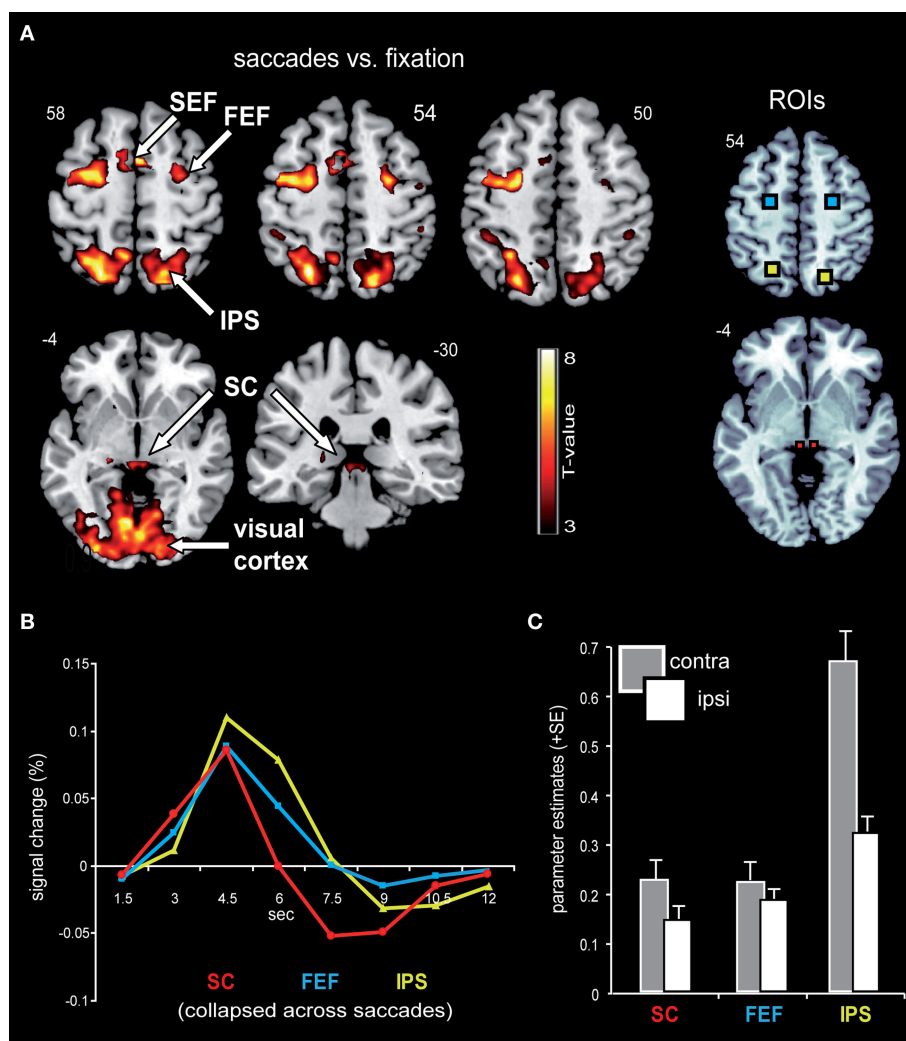 A
saccades vs. fixation
58
SEF
FEF
54
50
ROIs
54
IPS
-4
SC
-30
8
T-value
3
-4
visual
cortex
B
0.15
0.1
0.05
0
-0.05
-0.1
signal change (%)
1.5
3
4.5
6
7.5
9
10.5
12
sec
SC
FEF
IPS
(collapsed across saccades)
C
0.7
0.6
0.5
0.4
0.3
0.2
0.1
0
parameter estimates (+SE)
contra
ipsi
SC
FEF
IPS